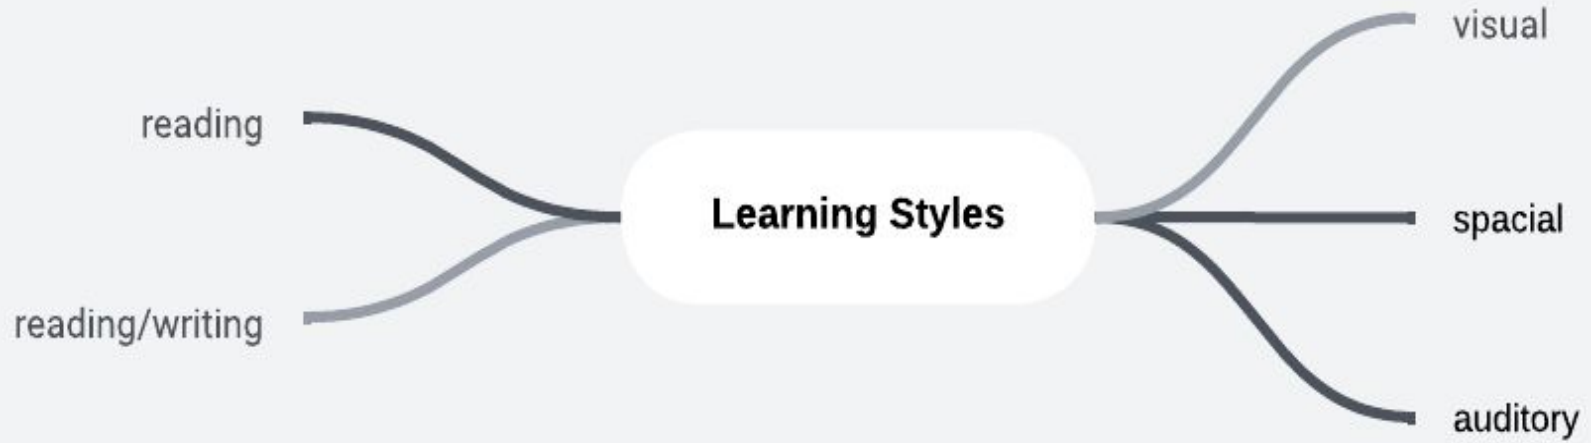 visual
reading
Learning Styles
spacial
reading/writing
auditory